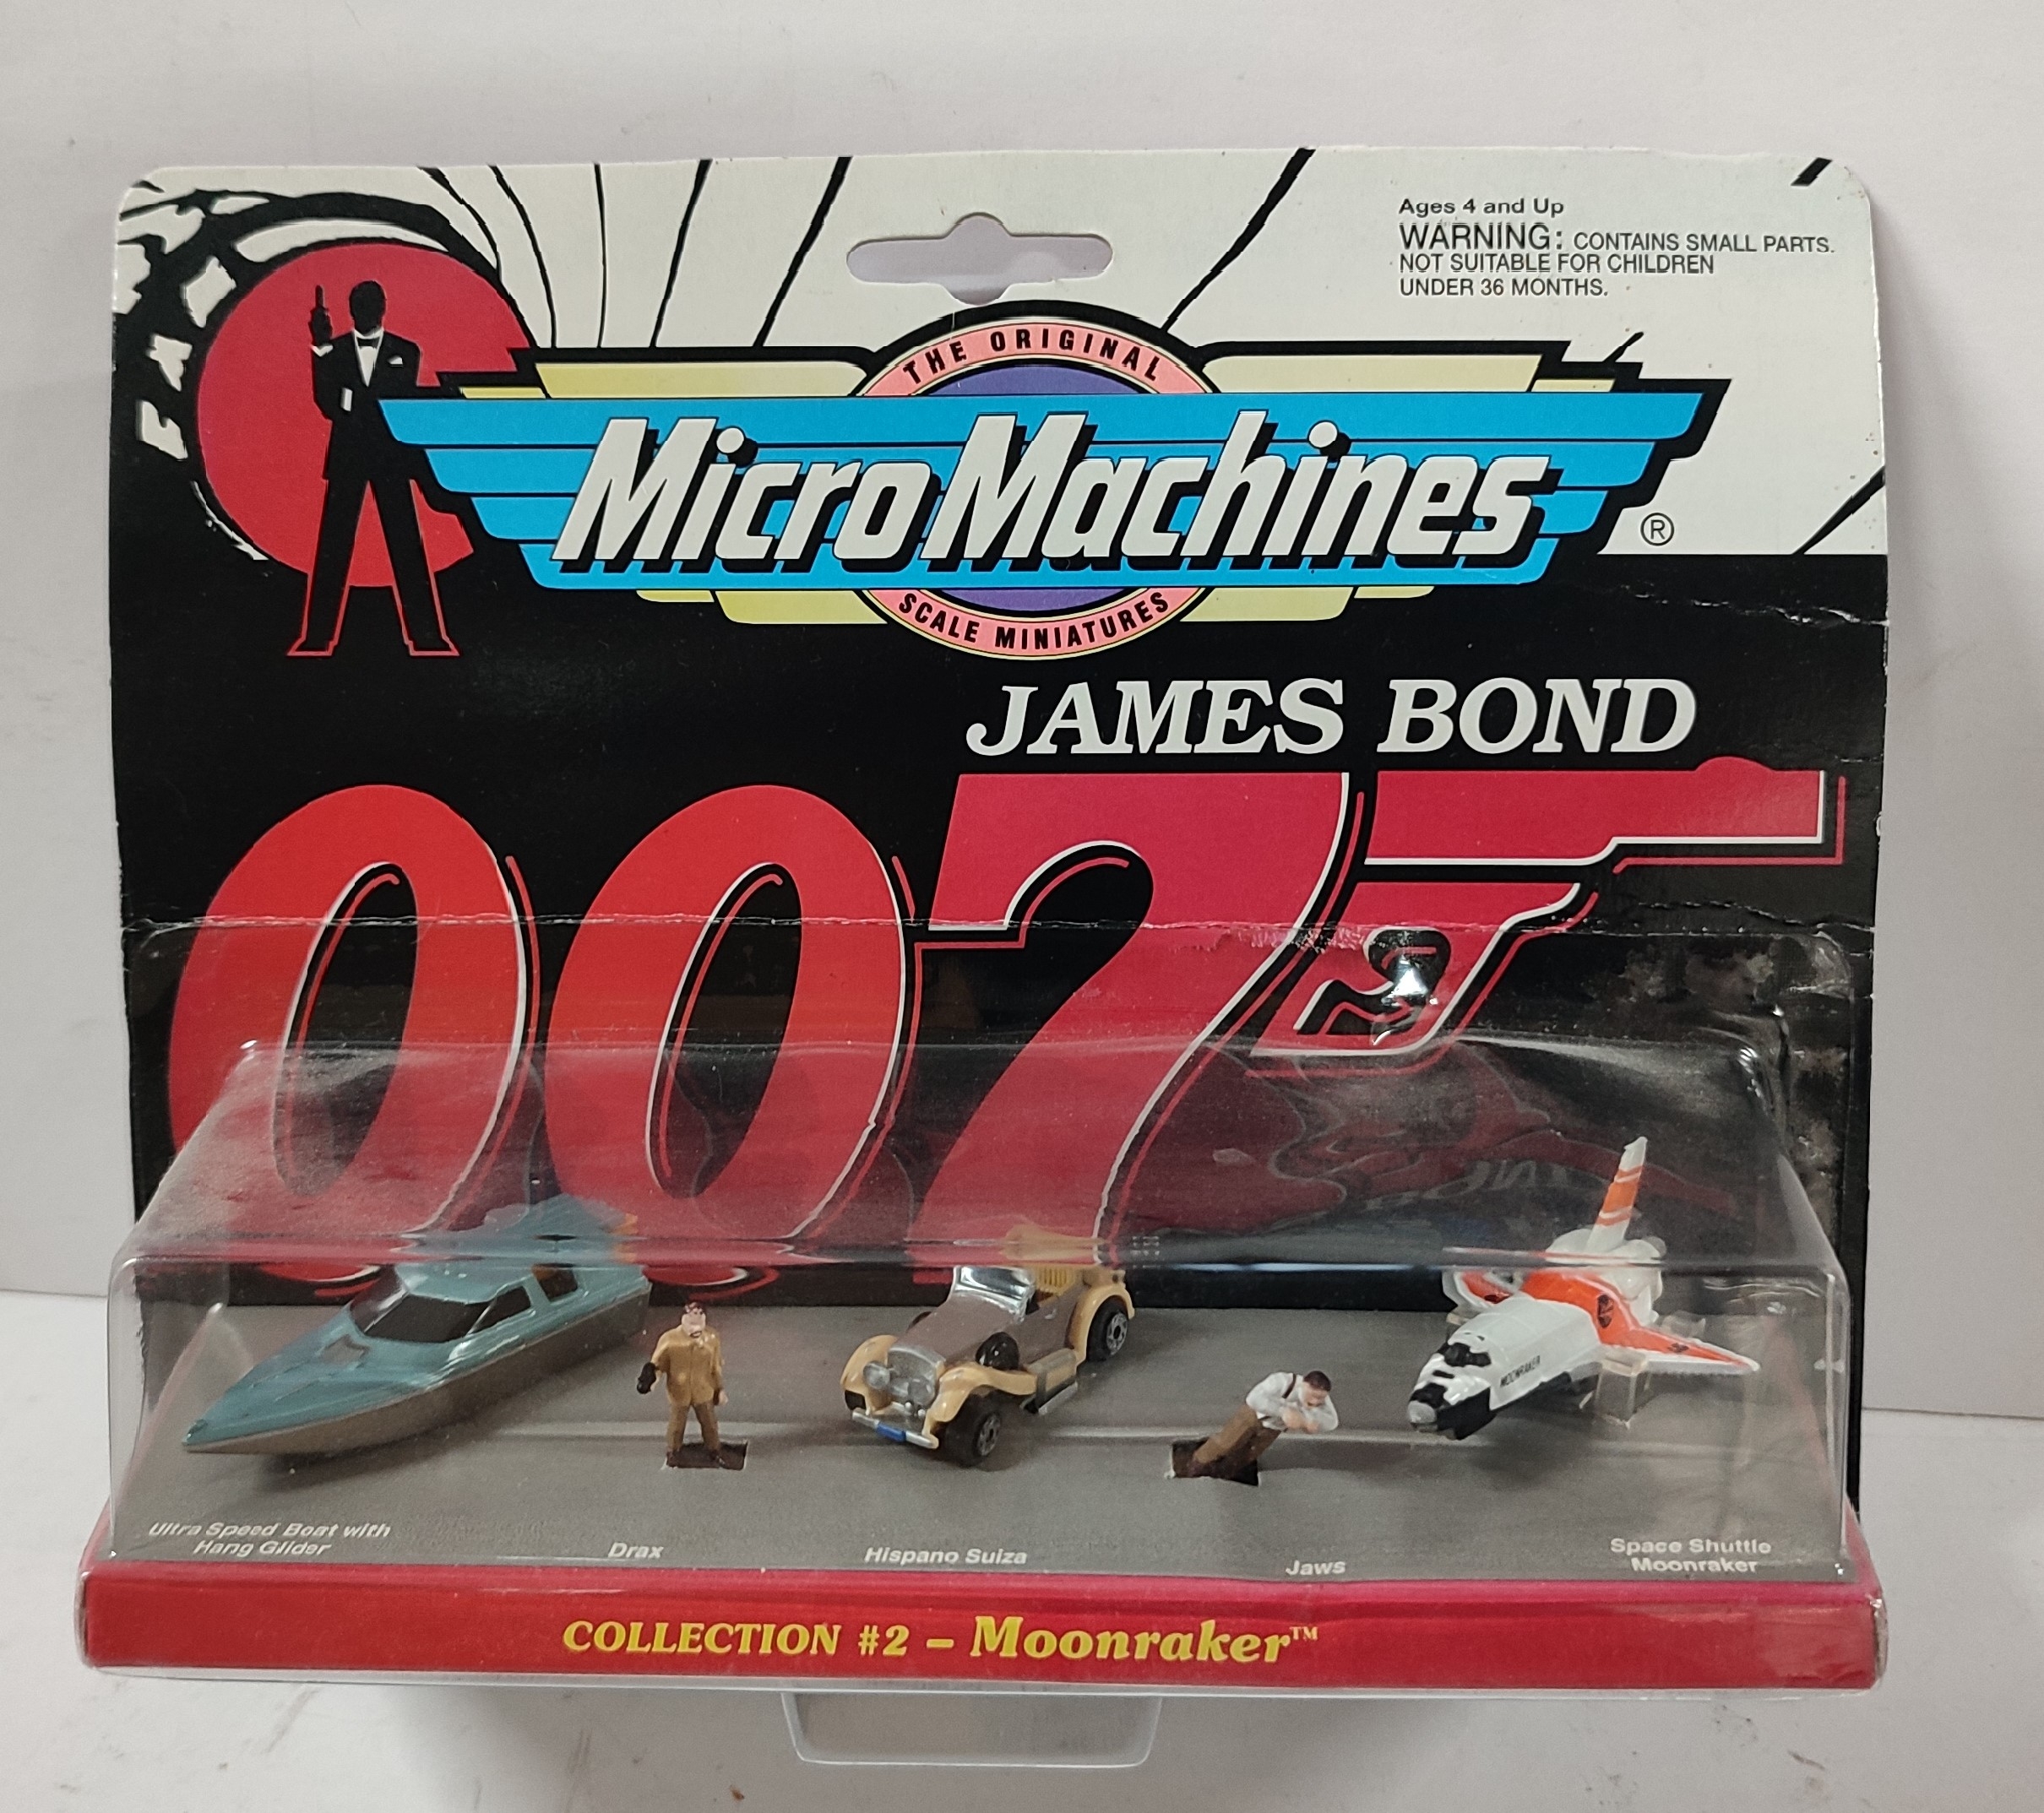 Ages 4 and Up
WARNING: CONTAINS SMALL PARTS.
NOT SUITABLE FOR CHILDREN
UNDER 36 MONTHS.
THE ORIGINAL
Micro Machines ®
SCALE MINIATURES
JAMES BOND
007
MOONRAKER
Ultra Speed Boat with
Hang Glider
Drax
Hispano Suiza
Jaws
Space Shuttle
Moonraker
COLLECTION #2 – Moonraker™